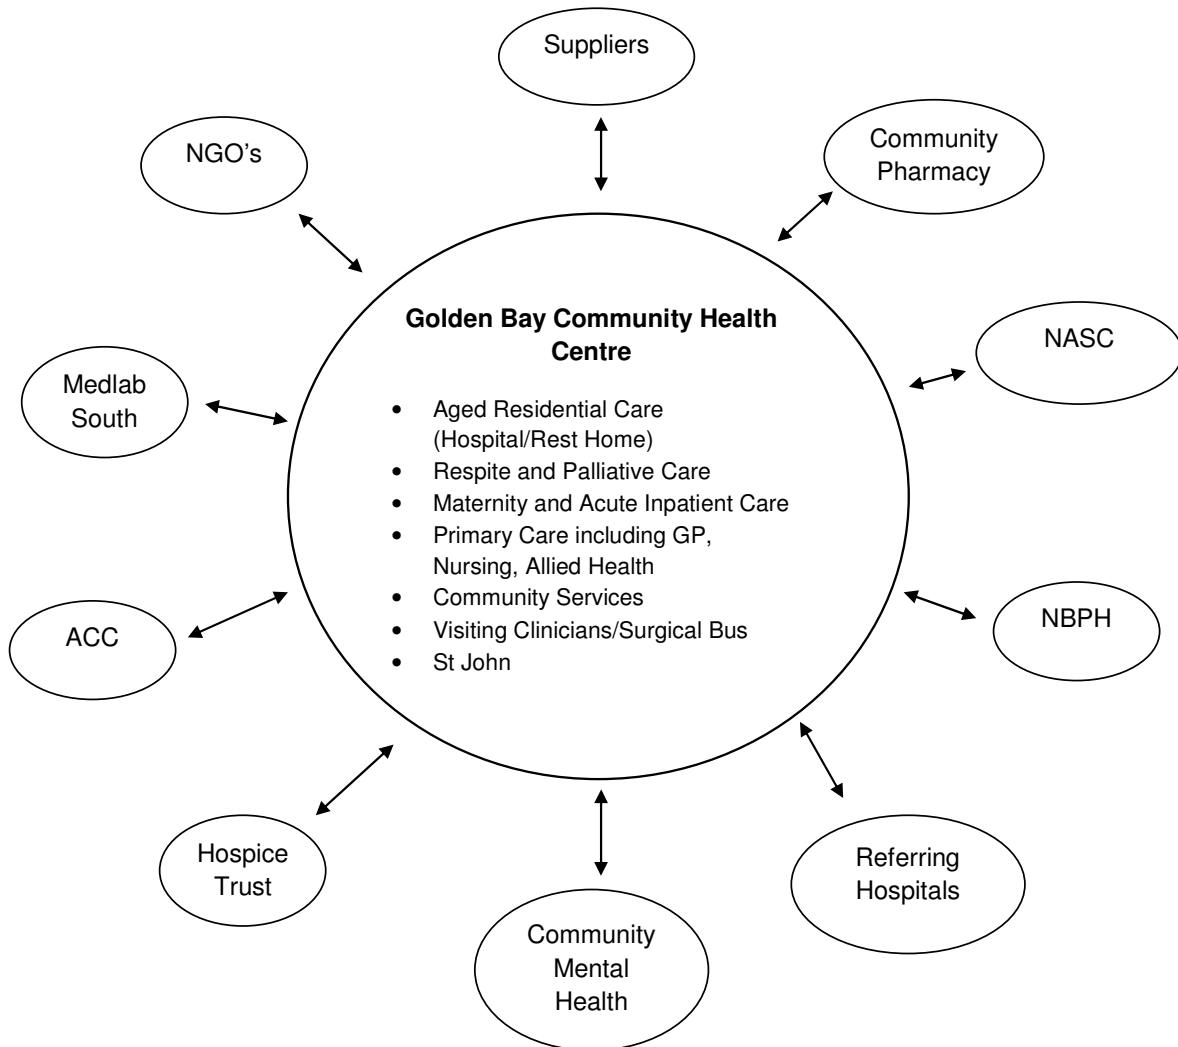 Suppliers
Community
Pharmacy
NGO’s
NASC
Golden Bay Community Health
Centre
• Aged Residential Care
(Hospital/Rest Home)
• Respite and Palliative Care
• Maternity and Acute Inpatient Care
• Primary Care including GP,
Nursing, Allied Health
• Community Services
• Visiting Clinicians/Surgical Bus
• St John
Medlab
South
ACC
NBPH
Hospice
Trust
Referring
Hospitals
Community
Mental
Health